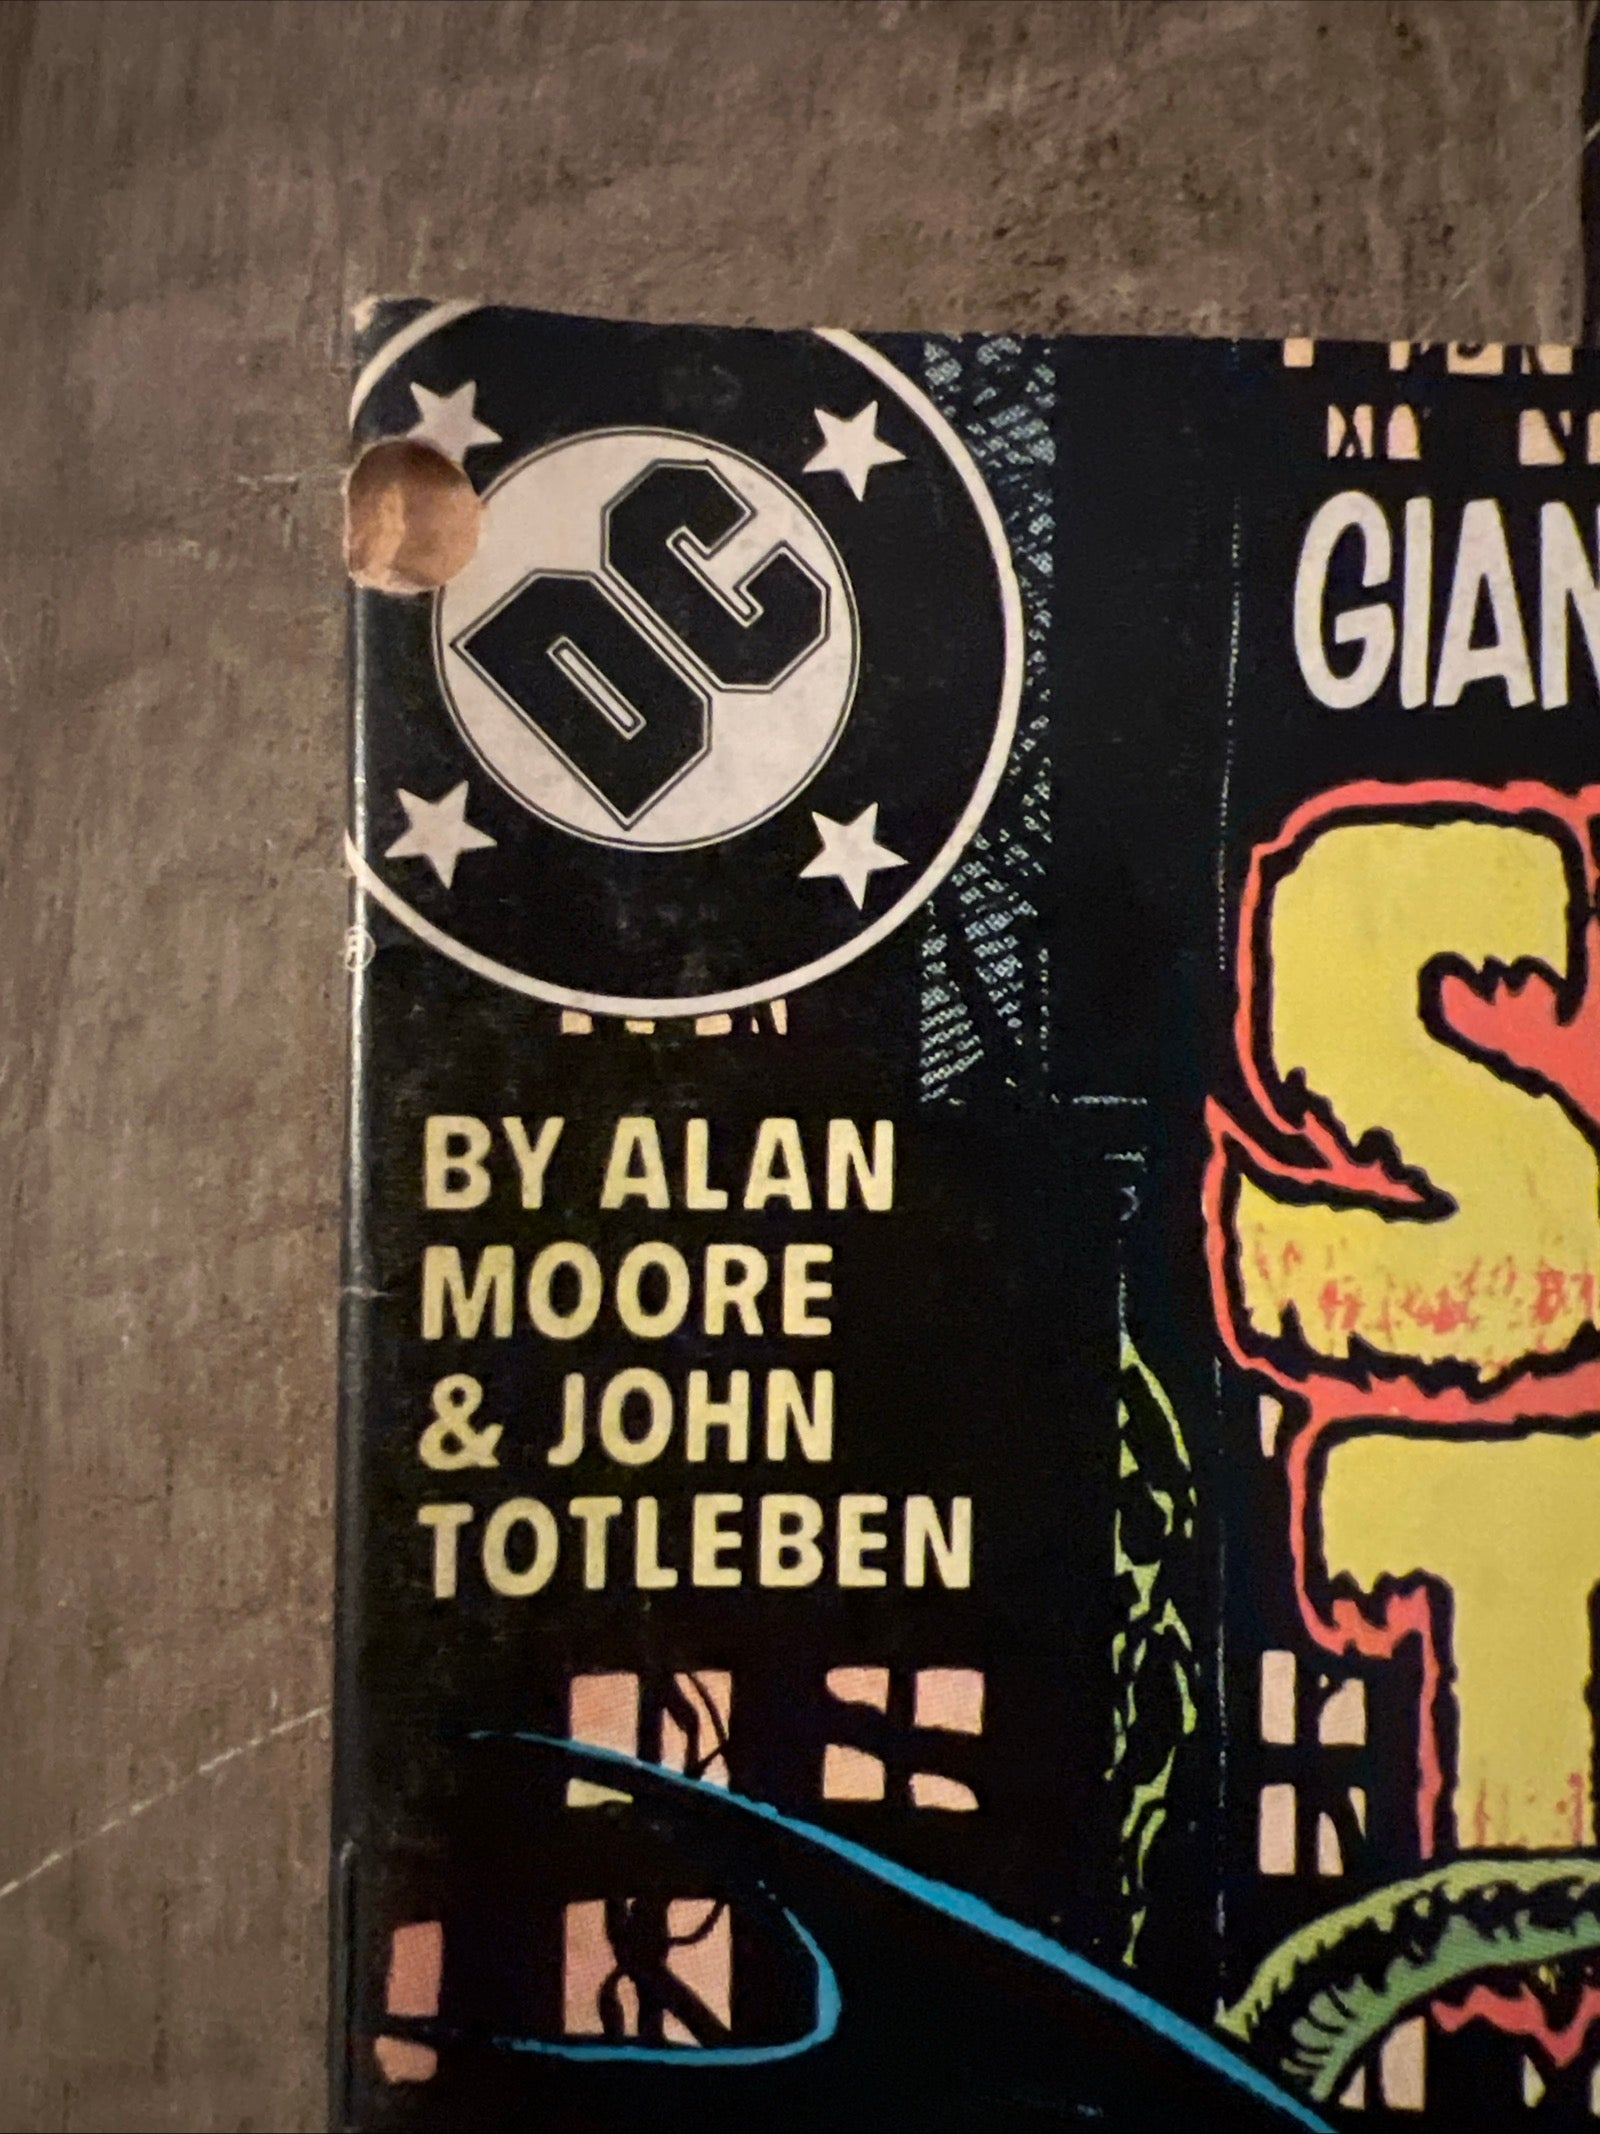 DC
GIAN
S
T
®
BY ALAN
MOORE
& JOHN
TOTLEBEN